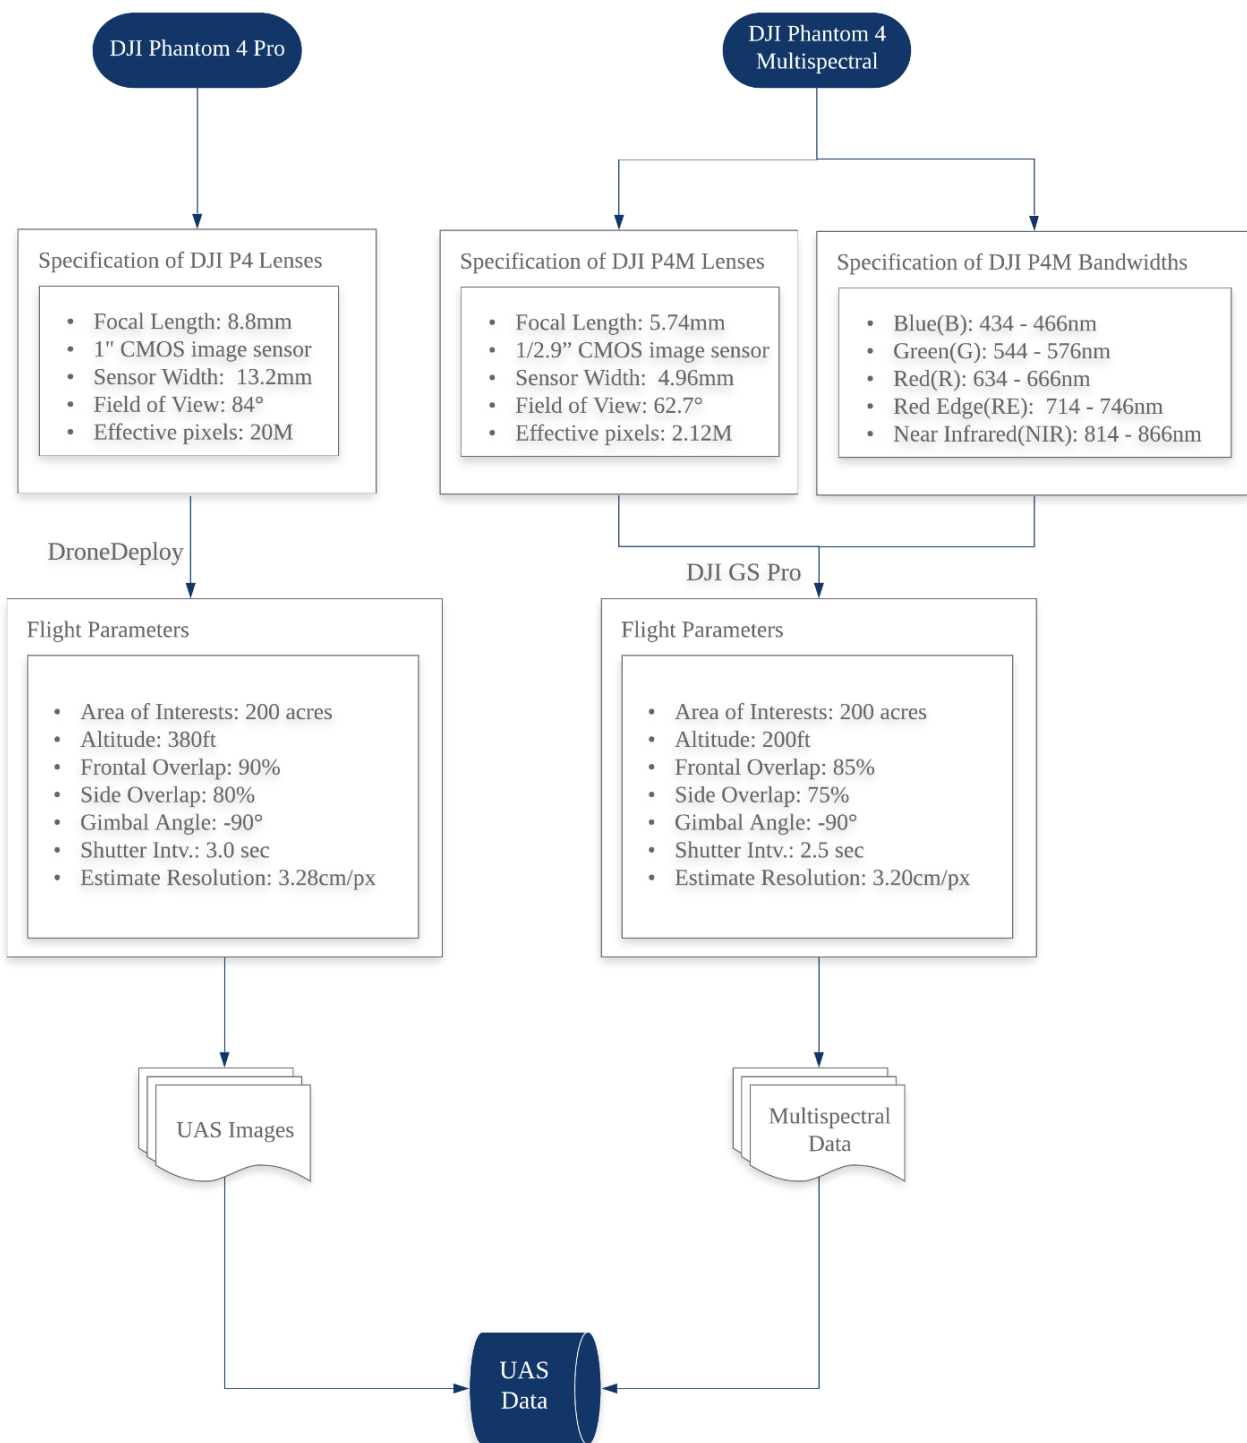 DJI Phantom 4 Pro
DJI Phantom 4
Multispectral
Specification of DJI P4 Lenses
• Focal Length: 8.8mm
• 1" CMOS image sensor
• Sensor Width:  13.2mm
• Field of View: 84°
• Effective pixels: 20M
Specification of DJI P4M Lenses
• Focal Length: 5.74mm
• 1/2.9” CMOS image sensor
• Sensor Width:  4.96mm
• Field of View: 62.7°
• Effective pixels: 2.12M
Specification of DJI P4M Bandwidths
• Blue(B): 434 - 466nm
• Green(G): 544 - 576nm
• Red(R): 634 - 666nm
• Red Edge(RE):  714 - 746nm
• Near Infrared(NIR): 814 - 866nm
DroneDeploy
DJI GS Pro
Flight Parameters
• Area of Interests: 200 acres
• Altitude: 380ft
• Frontal Overlap: 90%
• Side Overlap: 80%
• Gimbal Angle: -90°
• Shutter Intv.: 3.0 sec
• Estimate Resolution: 3.28cm/px
Flight Parameters
• Area of Interests: 200 acres
• Altitude: 200ft
• Frontal Overlap: 85%
• Side Overlap: 75%
• Gimbal Angle: -90°
• Shutter Intv.: 2.5 sec
• Estimate Resolution: 3.20cm/px
UAS Images
Multispectral
Data
UAS
Data